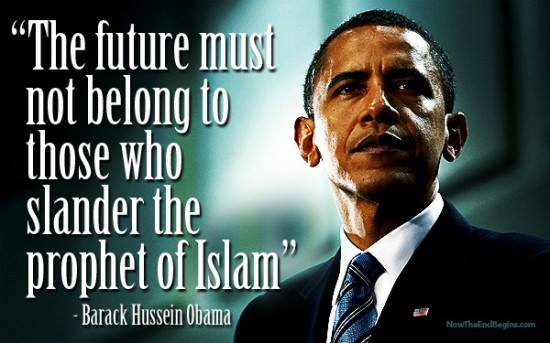 “The future must
not belong to
those who
slander the
prophet of Islam”
- Barack Hussein Obama
NowTheEndBegins.com